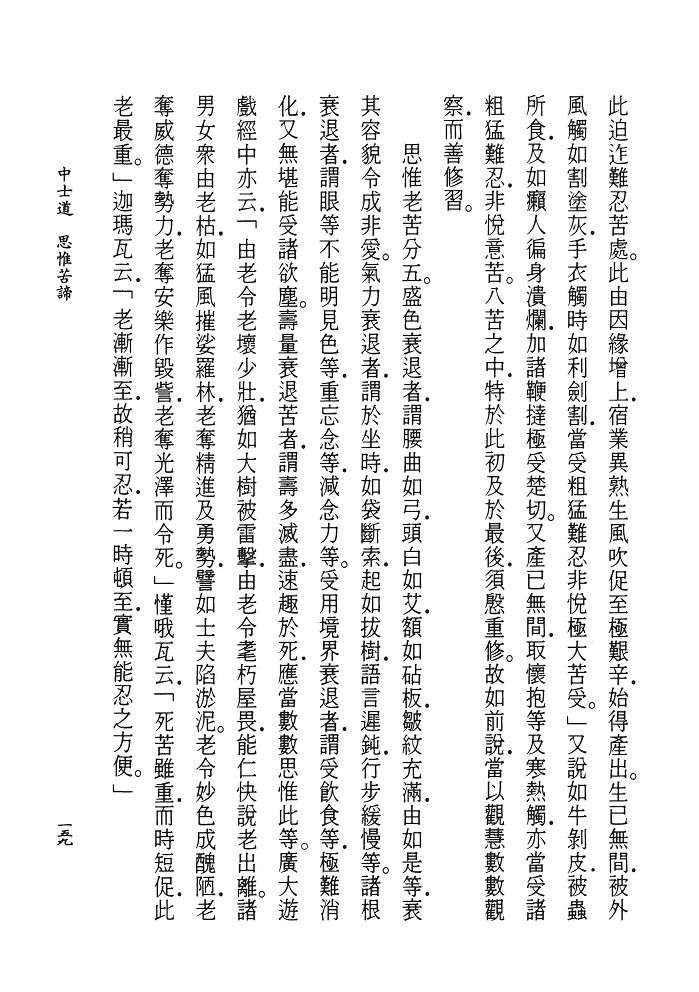 此迫迮難忍苦處。此由因緣增上．宿業異熟生風吹促至極艱辛．始得產出。生已無間．被外
風觸如割塗灰．手衣觸時如利劍割．當受粗猛難忍非悅極大苦受。」又說如牛剝皮．被蟲
所食．及如癩人徧身潰爛．加諸鞭撻極受楚切。又產已無間．取懷抱等及寒熱觸．亦當受諸
粗猛難忍．非悅意苦。八苦之中．特於此初及於最後．須慇重修。故如前說．當以觀慧數數觀
察．而善修習。
思惟老苦分五。盛色衰退者．謂腰曲如弓．頭白如艾．額如砧板．皺紋充滿．由如是等．衰
其容貌令成非愛。氣力衰退者．謂於坐時．如袋斷索．起如拔樹．語言遲鈍．行步緩慢等。諸根
衰退者．謂眼等不能明見色等．重忘念等．減念力等。受用境界衰退者．謂受飲食等．極難消
化．又無堪能受諸欲塵。壽量衰退苦者．謂壽多滅盡．速趣於死．應當數數思惟此等。廣大遊
戲經中亦云．「由老令老壞少壯．猶如大樹被雷擊．由老令耄朽屋畏．能仁快說老出離。諸
男女眾由老枯．如猛風摧娑羅林．老奪精進及勇勢．譬如士夫陷淤泥。老令妙色成醜陋．老
奪威德奪勢力．老奪安樂作毀訾．老奪光澤而令死。」慬哦瓦云．「死苦雖重．而時短促．此
老最重。」迦瑪瓦云．「老漸漸至．故稍可忍．若一時頓至．實無能忍之方便。」
中士道 思惟苦諦
一五九